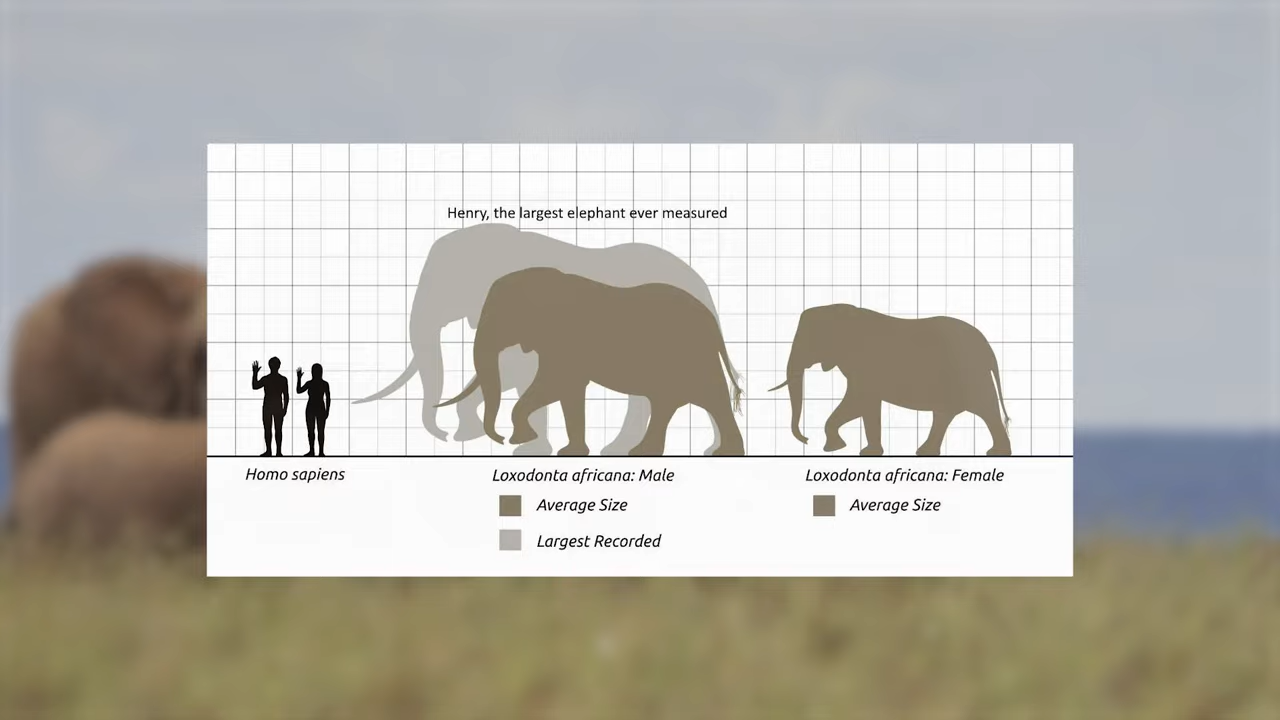 Henry, the largest elephant ever measured
Homo sapiens
Loxodonta africana: Male
Average Size
Largest Recorded
Loxodonta africana: Female
Average Size